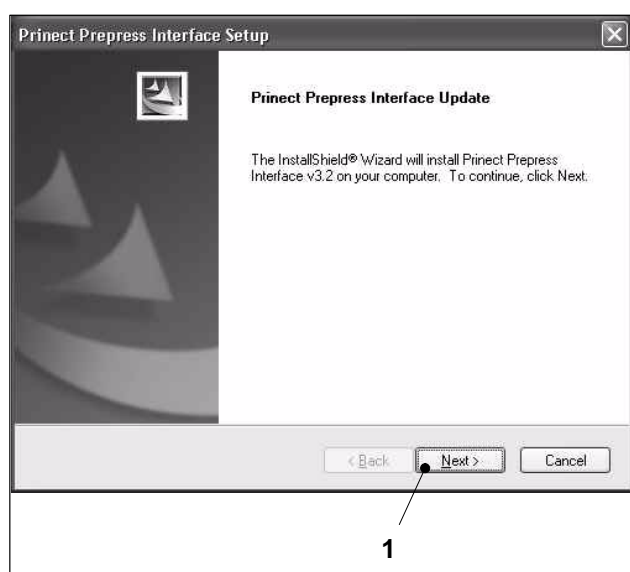 Prinect Prepress Interface Setup
Prinect Prepress Interface Update
The InstallShield® Wizard will install Prinect Prepress
Interface v3.2 on your computer. To continue, click Next.
< Back
Next >
Cancel
1